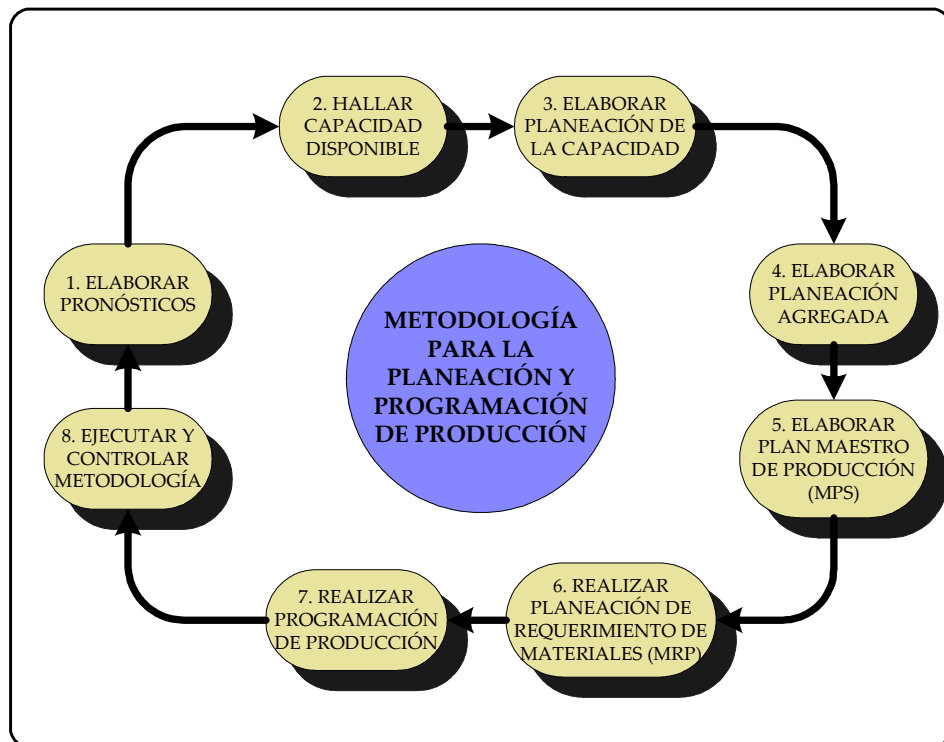 2. HALLAR
CAPACIDAD
DISPONIBLE
3. ELABORAR
PLANEACIÓN DE
LA CAPACIDAD
1. ELABORAR
PRONÓSTICOS
4. ELABORAR
PLANEACIÓN
AGREGADA
METODOLOGÍA
PARA LA
PLANEACIÓN Y
PROGRAMACIÓN
DE PRODUCCIÓN
8. EJECUTAR Y
CONTROLAR
METODOLOGÍA
5. ELABORAR
PLAN MAESTRO
DE PRODUCCIÓN
(MPS)
7. REALIZAR
PROGRAMACIÓN
DE PRODUCCIÓN
6. REALIZAR
PLANEACIÓN DE
REQUERIMIENTO DE
MATERIALES (MRP)